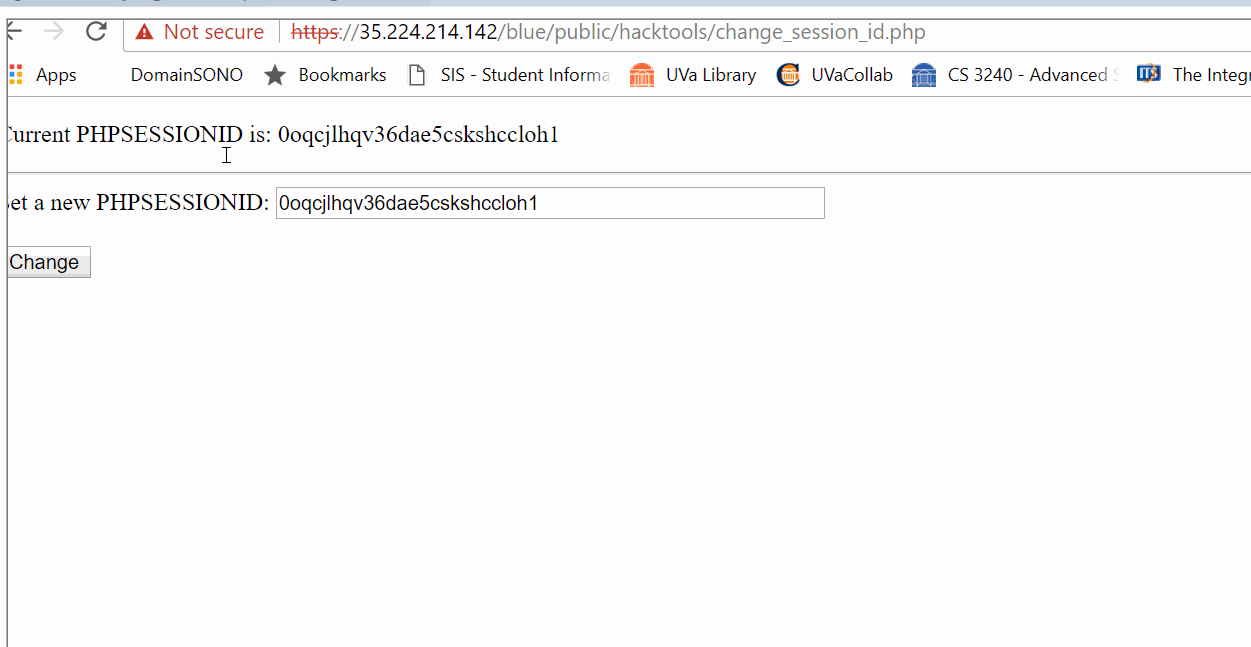 Not secure https://35.224.214.142/blue/public/hacktools/change_session_id.php
Apps DomainSONO Bookmarks SIS - Student Informa UVa Library UVaCollab CS 3240 - Advanced S The Integr
Current PHPSESSIONID is: 0oqcjlhqv36dae5cskshccloh1
Set a new PHPSESSIONID: 0oqcjlhqv36dae5cskshccloh1
Change